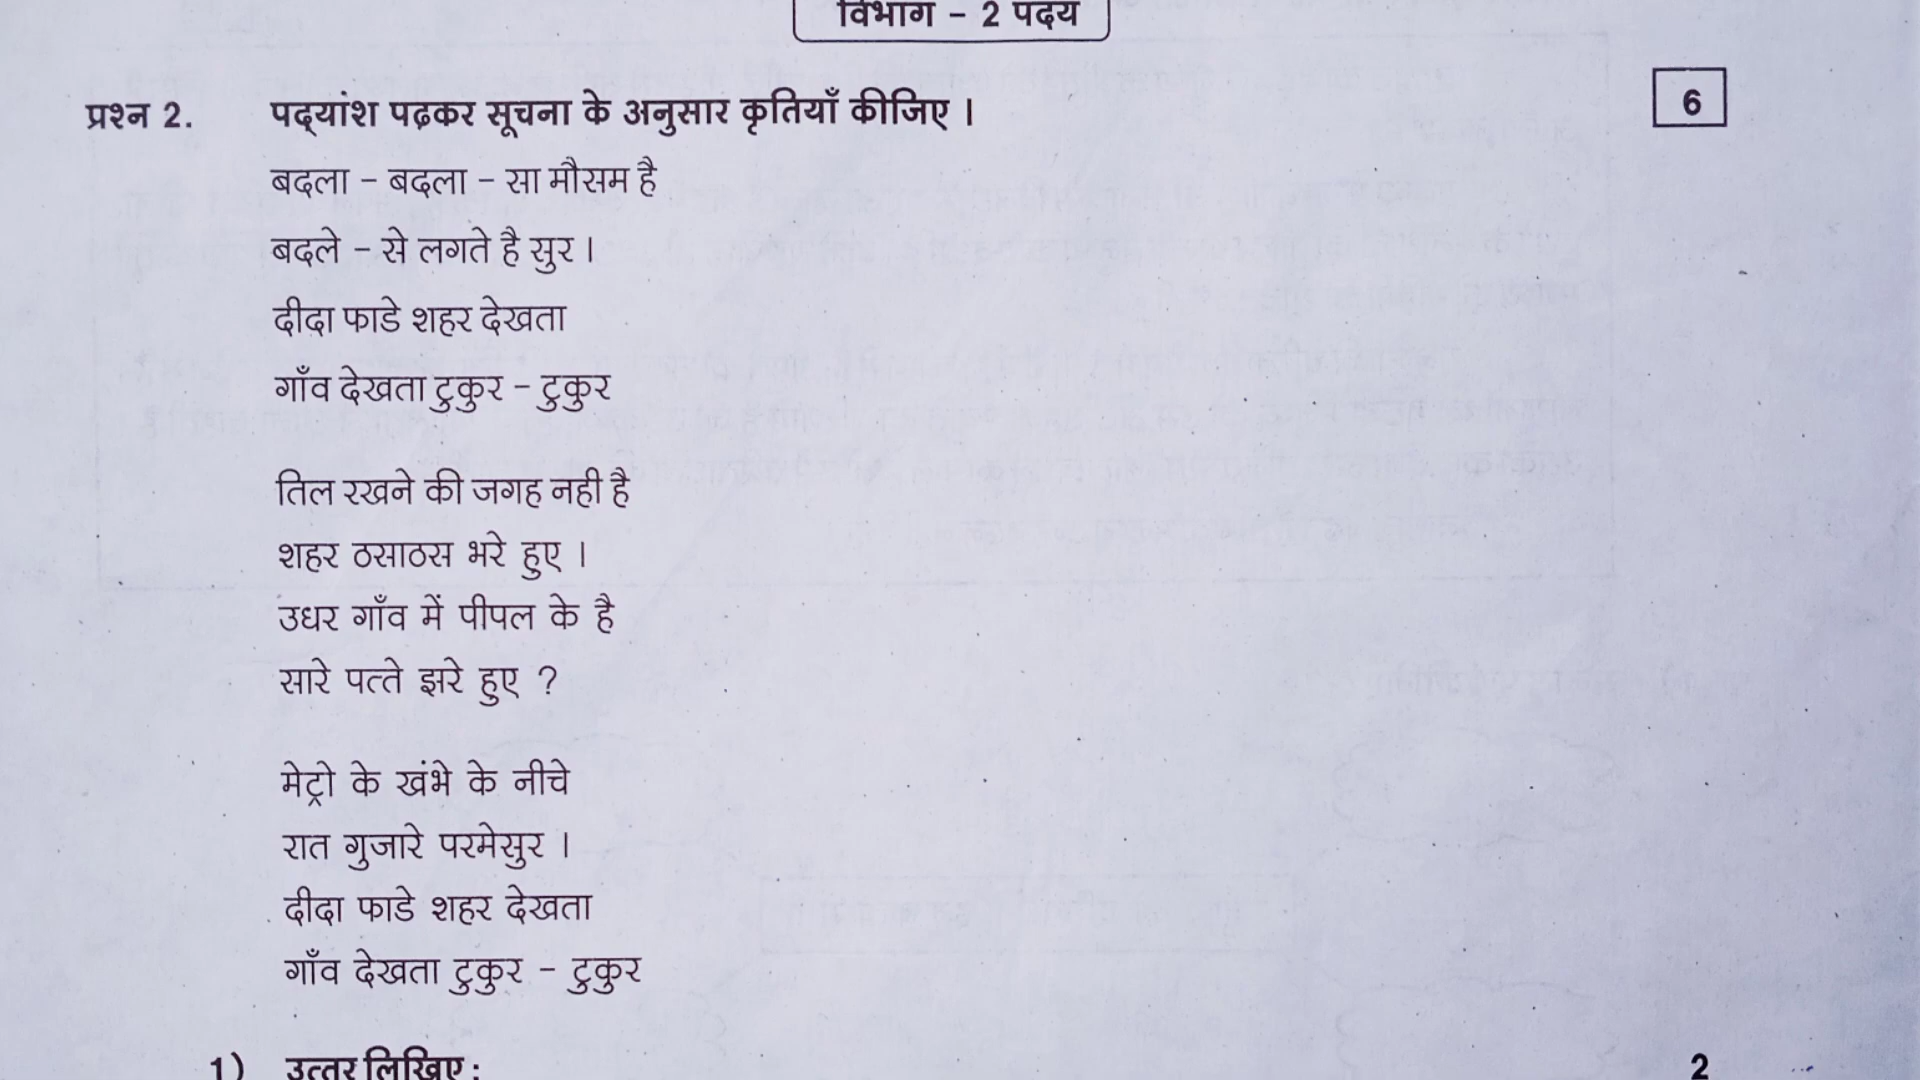 विभाग – 2 पद्य
प्रश्न 2. पद्यांश पढ़कर सूचना के अनुसार कृतियाँ कीजिए । 6
बदला – बदला – सा मौसम है
बदले – से लगते है सुर ।
दीदा फाडे शहर देखता
गाँव देखता टुकुर – टुकुर
तिल रखने की जगह नही है
शहर ठसाठस भरे हुए ।
उधर गाँव में पीपल के है
सारे पत्ते झरे हुए ?
मेट्रो के खंभे के नीचे
रात गुजारे परमेसुर ।
दीदा फाडे शहर देखता
गाँव देखता टुकुर – टुकुर
1) उत्तर लिखिए : 2